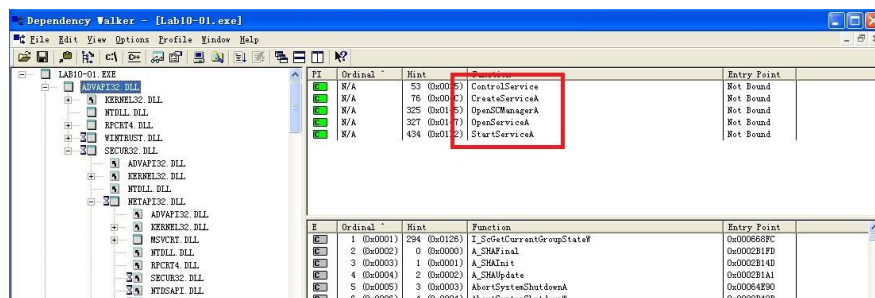 Dependency Walker - [Lab10-01.exe]
File Edit View Options Profile Window Help
LAB10-01.EXE
ADVAPI32.DLL
KERNEL32.DLL
NTDLL.DLL
RPCRT4.DLL
WINTRUST.DLL
SECUR32.DLL
ADVAPI32.DLL
KERNEL32.DLL
NTDLL.DLL
NETAPI32.DLL
ADVAPI32.DLL
KERNEL32.DLL
MSVCRT.DLL
NTDLL.DLL
RPCRT4.DLL
SECUR32.DLL
NTDSAPI.DLL
PI Ordinal ^ Hint Function Entry Point
C N/A 53 ControlService Not Bound
C N/A 76 CreateServiceA Not Bound
C N/A 325 OpenSCManagerA Not Bound
C N/A 327 OpenServiceA Not Bound
C N/A 434 StartServiceA Not Bound
E Ordinal ^ Hint Function Entry Point
C 1 (0x0001) 294 (0x0126) I_ScGetCurrentGroupStateW 0x000668FC
C 2 (0x0002) 0 (0x0000) A_SHAFinal 0x0002B1FD
C 3 (0x0003) 1 (0x0001) A_SHAInit 0x0002B14D
C 4 (0x0004) 2 (0x0002) A_SHAUpdate 0x0002B1A1
C 5 (0x0005) 3 (0x0003) AbortSystemShutdownA 0x00064E90